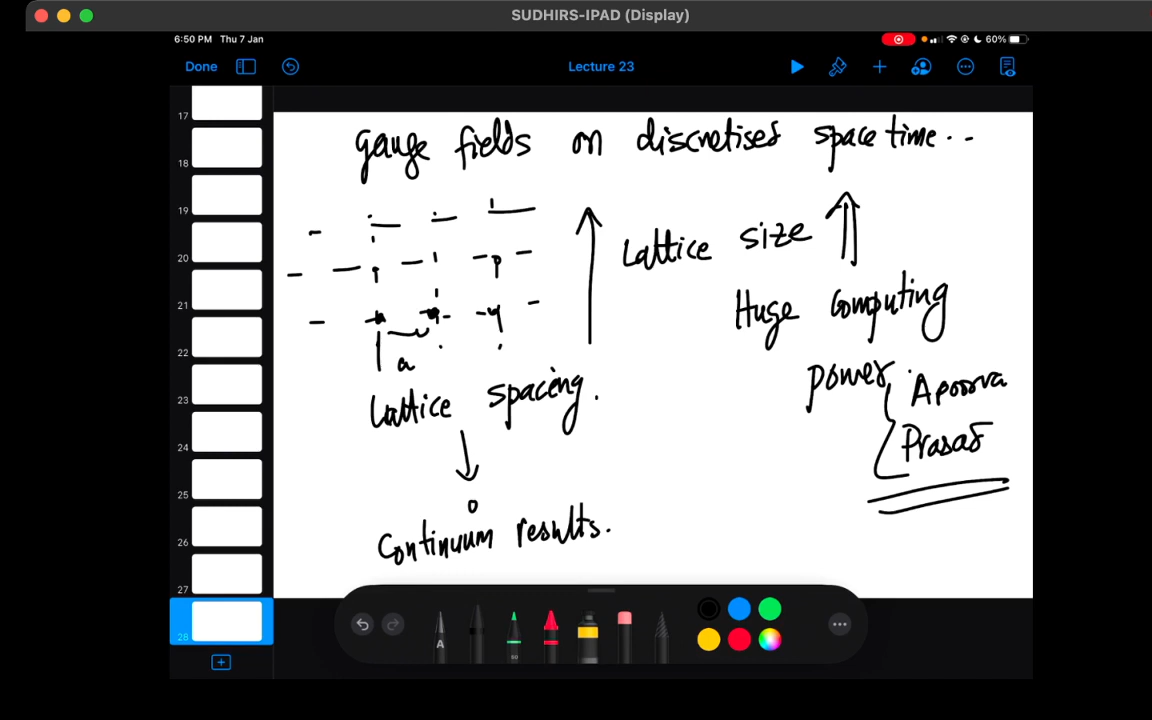 SUDHIRS-IPAD (Display)
6:50 PM Thu 7 Jan
60%
Done
Lecture 23
17
18
19
20
21
22
23
24
25
26
27
28
gauge fields on discretised space time..
Lattice size
Huge computing
power
Apoorva
Prasad
a
Lattice spacing.
0
Continuum results.
A
80